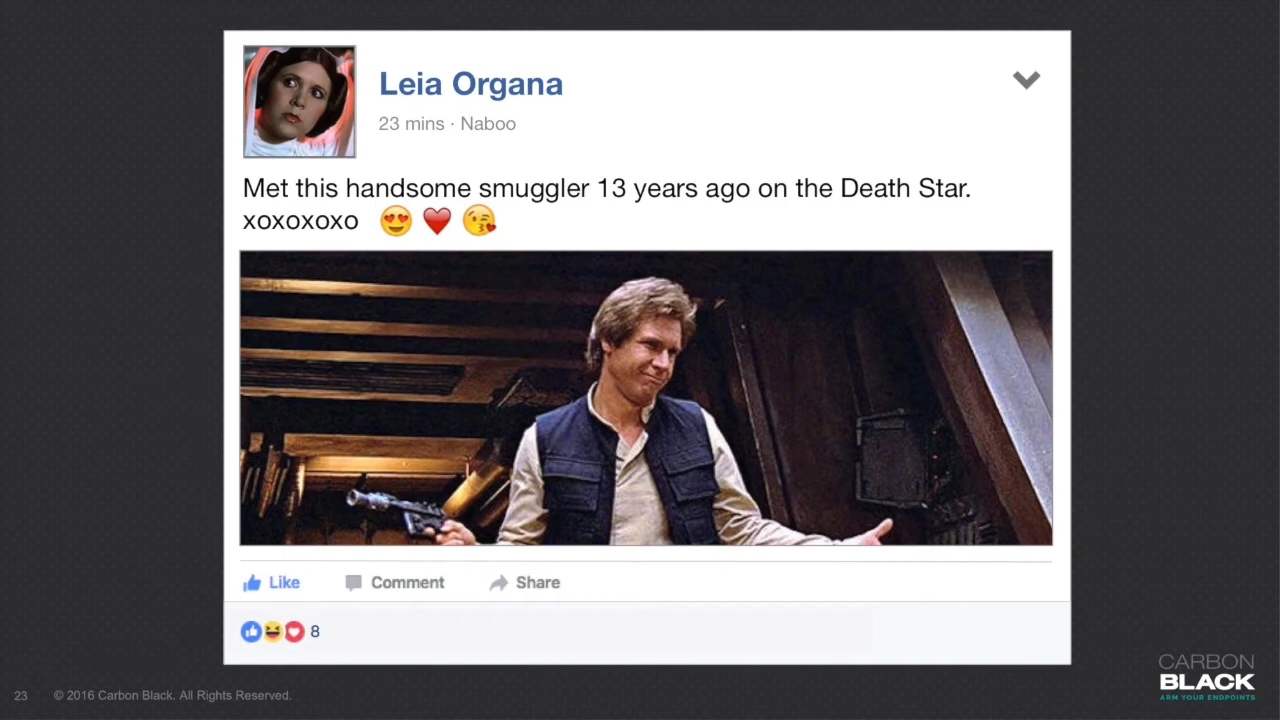 Leia Organa
23 mins · Naboo
Met this handsome smuggler 13 years ago on the Death Star.
xoxoxoxo 😍 ❤️ 😘
Like Comment Share
8
CARBON
BLACK
ARM YOUR ENDPOINTS
23 © 2016 Carbon Black. All Rights Reserved.